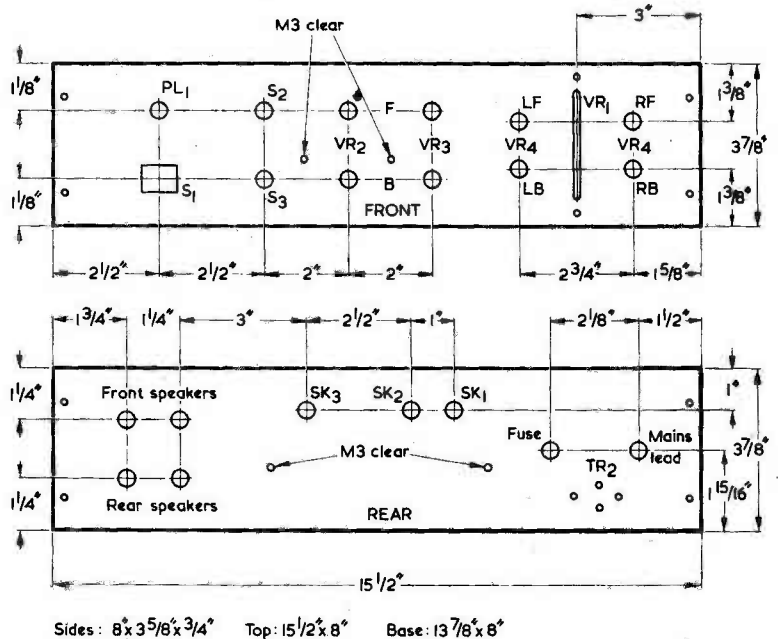 M3 clear
3"
1 1/8"
PL1
S2
F
LF
VR1
RF
1 3/8"
VR2
VR3
VR4
VR4
3 7/8"
1 1/8"
S1
S3
B
LB
RB
1 3/8"
FRONT
2 1/2"
2 1/2"
2"
2"
2 3/4"
1 5/8"
1 3/4"
1 1/4"
3"
2 1/2"
1"
2 1/8"
1 1/2"
1 1/4"
Front speakers
SK3
SK2
SK1
1"
Fuse
Mains lead
3 7/8"
M3 clear
TR2
1 15/16"
1 1/4"
Rear speakers
REAR
15 1/2"
Sides: 8"x 3 5/8"x 3/4" Top: 15 1/2"x 8" Base: 13 7/8"x 8"